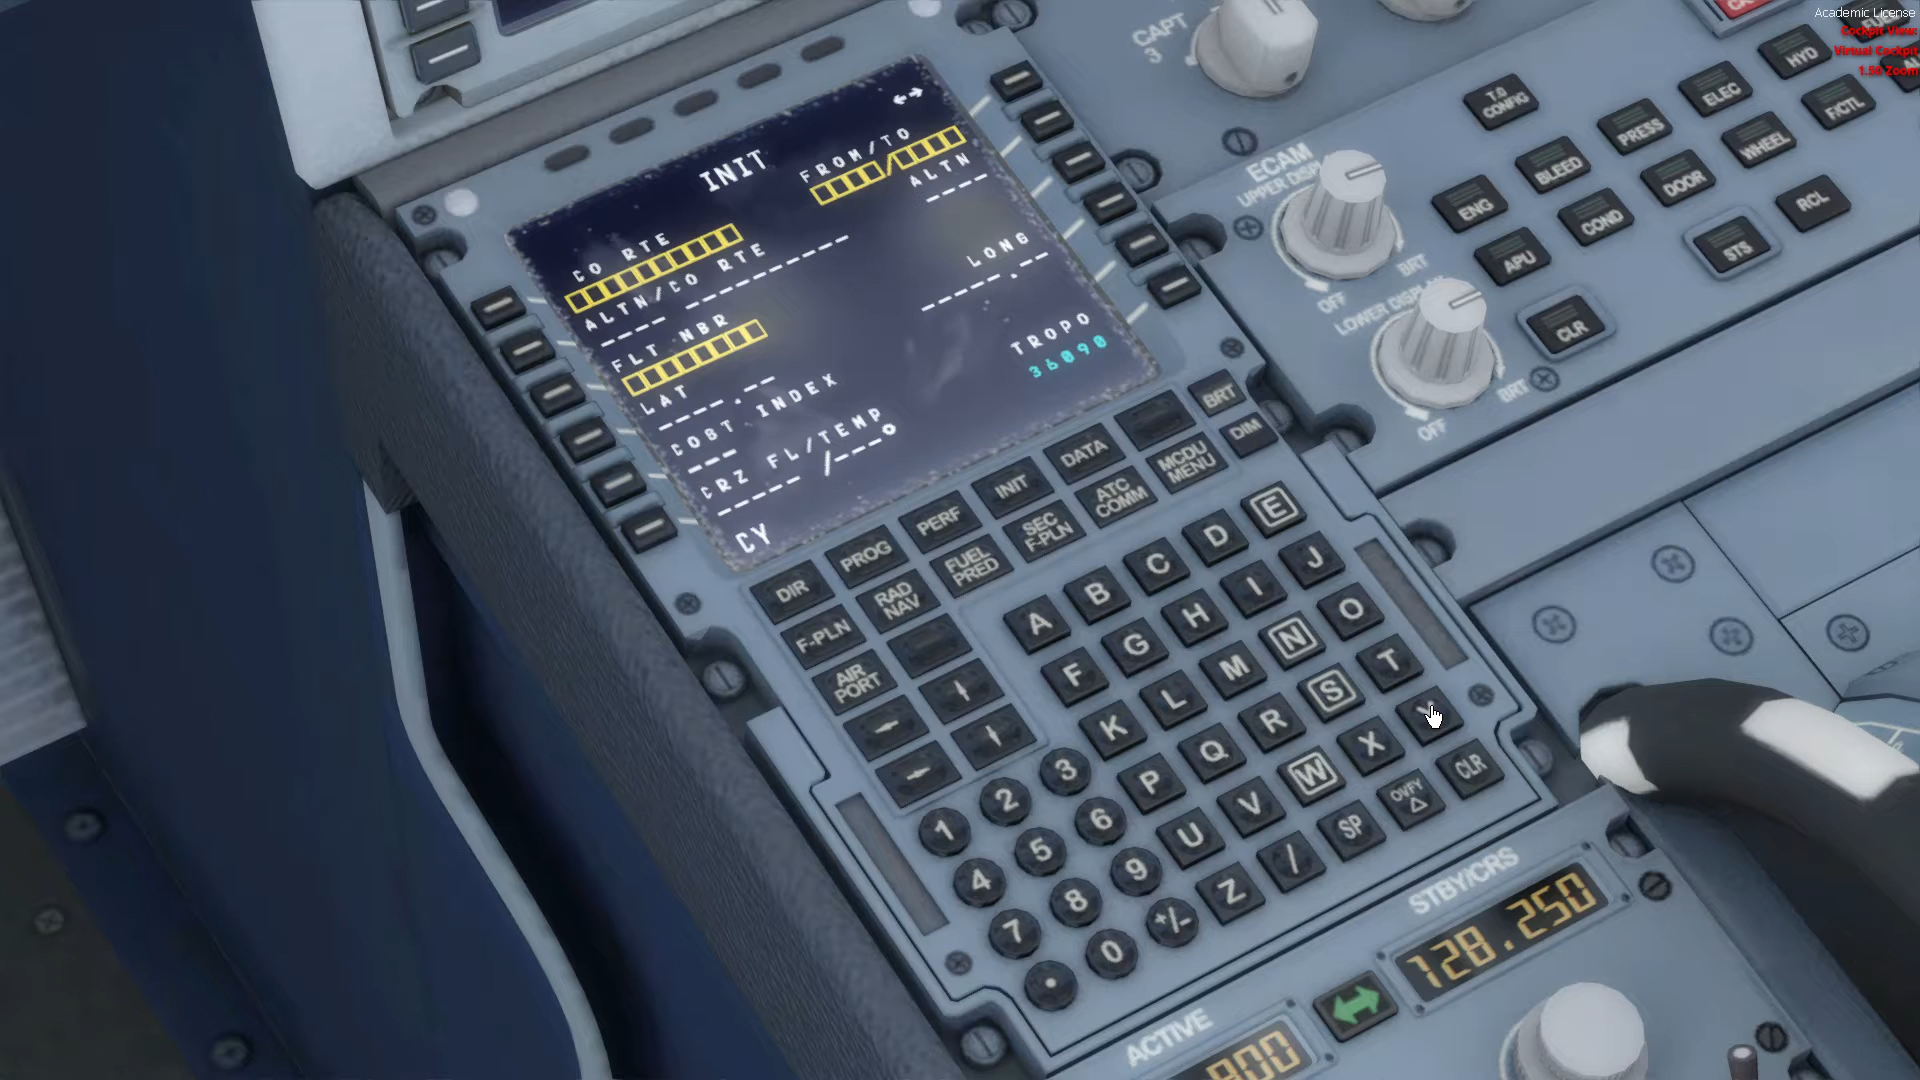 Academic License
Cockpit View:
Virtual Cockpit
1.50 Zoom
CAPT
3
INIT
FROM/TO
CO RTE
ALTN
ALTN/CO RTE
FLT NBR
LONG
LAT
COST INDEX
TROPO
36090
CRZ FL/TEMP
CY
ECAM
UPPER DISPLAY
OFF
BRT
LOWER DISPLAY
OFF
BRT
T.O CONFIG
ENG
BLEED
PRESS
ELEC
HYD
FUEL
APU
COND
DOOR
WHEEL
F/CTL
CLR
STS
RCL
DIR
PROG
PERF
INIT
DATA
BRT
F-PLN
RAD NAV
FUEL PRED
SEC F-PLN
ATC COMM
MCDU MENU
DIM
AIR PORT
A B C D E
F G H I J
K L M N O
P Q R S T
U V W X
Z / SP OVFY CLR
1 2 3
4 5 6
7 8 9
. 0 +/-
STBY/CRS
128.250
ACTIVE
800